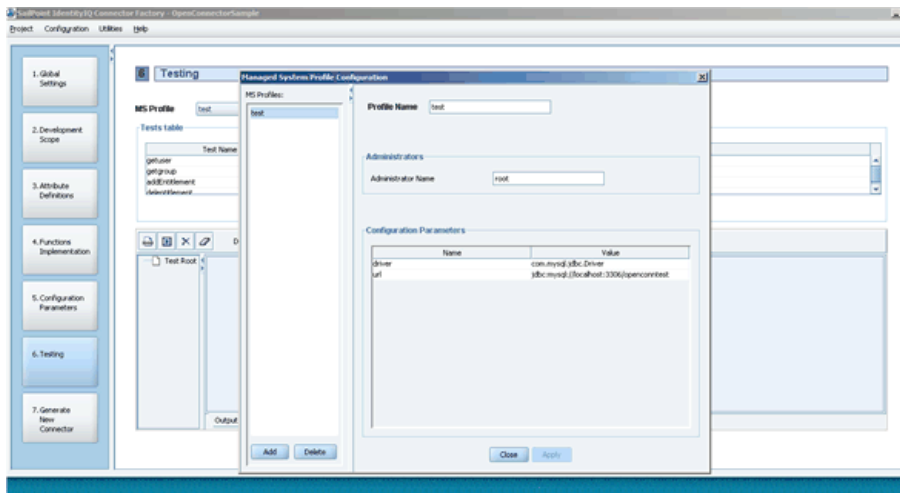 SailPoint IdentityIQ Connector Factory - OpenConnectorSample
Project Configuration Utilities Help
1. Global Settings
2. Development Scope
3. Attribute Definitions
4. Functions Implementation
5. Configuration Parameters
6. Testing
7. Generate New Connector
6 Testing
MS Profile test
Tests table
Test Name
getuser
getgroup
addEntitlement
delentitlement
D
Test Root
Output
Managed System Profile Configuration
MS Profiles:
test
Add Delete
Profile Name test
Administrators
Administrator Name root
Configuration Parameters
Name Value
driver com.mysql.jdbc.Driver
url jdbc:mysql://localhost:3306/openconntest
Close Apply